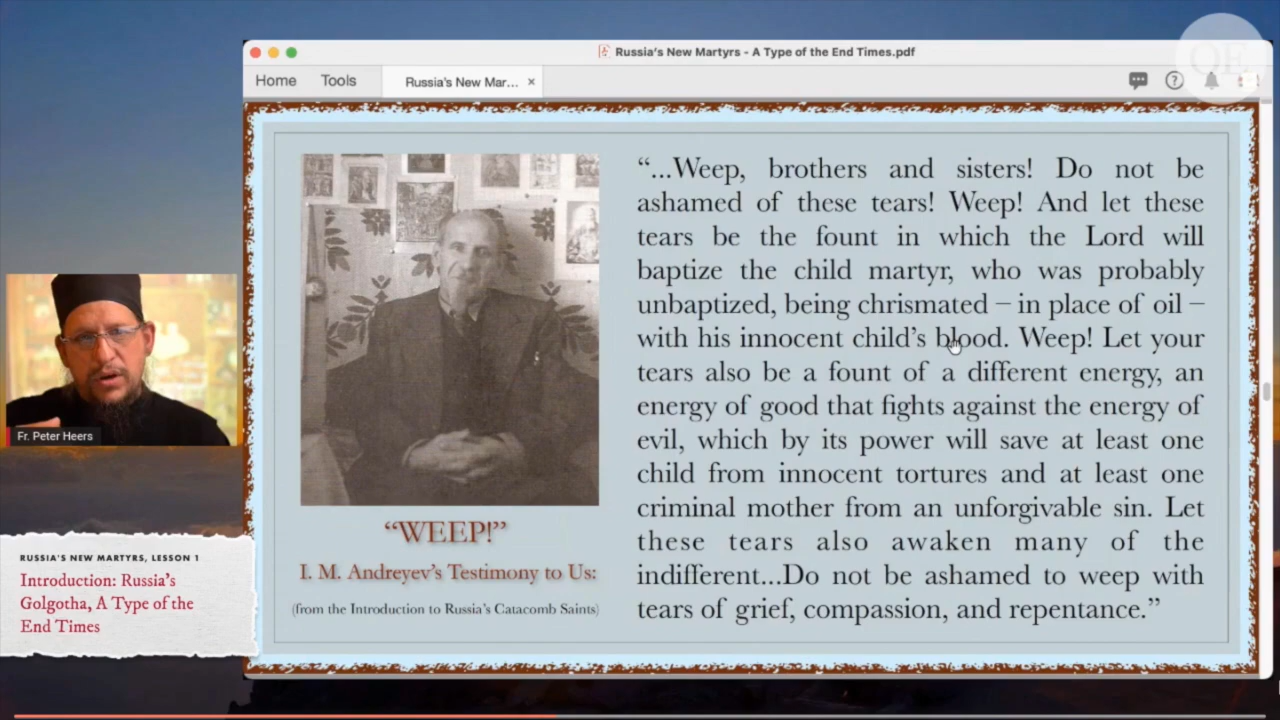 Russia's New Martyrs - A Type of the End Times.pdf
Home
Tools
Russia's New Mar...
“...Weep, brothers and sisters! Do not be
ashamed of these tears! Weep! And let these
tears be the fount in which the Lord will
baptize the child martyr, who was probably
unbaptized, being chrismated – in place of oil –
with his innocent child's blood. Weep! Let your
tears also be a fount of a different energy, an
energy of good that fights against the energy of
evil, which by its power will save at least one
child from innocent tortures and at least one
criminal mother from an unforgivable sin. Let
these tears also awaken many of the
indifferent...Do not be ashamed to weep with
tears of grief, compassion, and repentance.”
“WEEP!”
I. M. Andreyev's Testimony to Us:
(from the Introduction to Russia's Catacomb Saints)
Fr. Peter Heers
RUSSIA'S NEW MARTYRS, LESSON 1
Introduction: Russia's
Golgotha, A Type of the
End Times